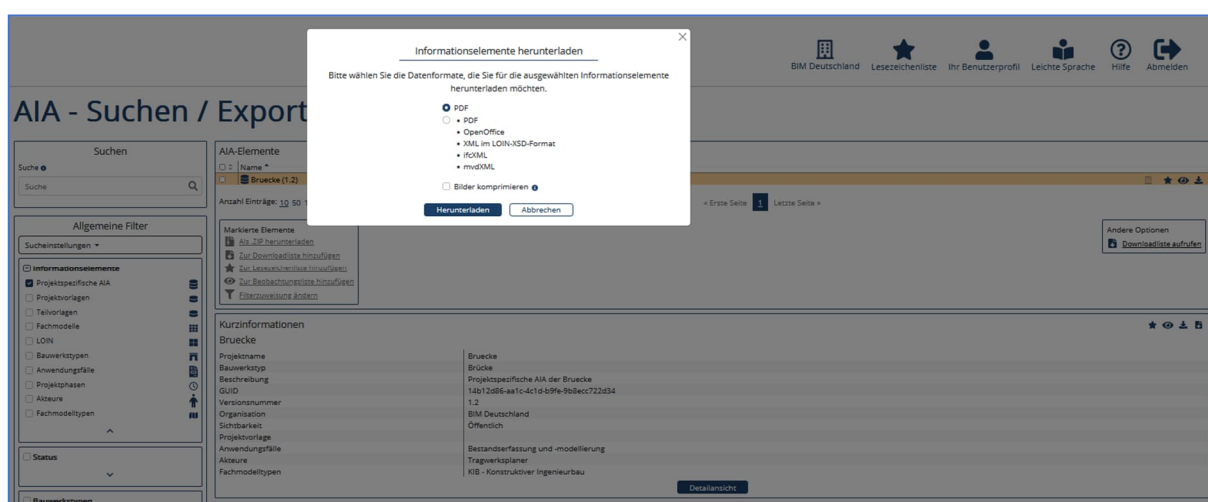 Informationselemente herunterladen
Bitte wählen Sie die Datenformate, die Sie für die ausgewählten Informationselemente
herunterladen möchten.
PDF
• PDF
• OpenOffice
• XML im LOIN-XSD-Format
• ifcXML
• mvdXML
Bilder komprimieren
Herunterladen
Abbrechen
BIM Deutschland
Lesezeichenliste
Ihr Benutzerprofil
Leichte Sprache
Hilfe
Abmelden
AIA - Suchen / Export
Suchen
Suche
Suche
Allgemeine Filter
Sucheinstellungen
Informationselemente
Projektspezifische AIA
Projektvorlagen
Teilvorlagen
Fachmodelle
LOIN
Bauwerkstypen
Anwendungsfälle
Projektphasen
Akteure
Fachmodelltypen
Status
Bauwerkstypen
AIA-Elemente
Name
Bruecke (1.2)
Anzahl Einträge: 10 50
« Erste Seite 1 Letzte Seite »
Markierte Elemente
Als .ZIP herunterladen
Zur Downloadliste hinzufügen
Zur Lesezeichenliste hinzufügen
Zur Beobachtungsliste hinzufügen
Filterzuweisung ändern
Andere Optionen
Downloadliste aufrufen
Kurzinformationen
Bruecke
Projektname Bruecke
Bauwerkstyp Brücke
Beschreibung Projektspezifische AIA der Bruecke
GUID 14b12d86-aa1c-4c1d-b9fe-9b8ecc722d34
Versionsnummer 1.2
Organisation BIM Deutschland
Sichtbarkeit Öffentlich
Projektvorlage
Anwendungsfälle Bestandserfassung und -modellierung
Akteure Tragwerksplaner
Fachmodelltypen KIB - Konstruktiver Ingenieurbau
Detailansicht